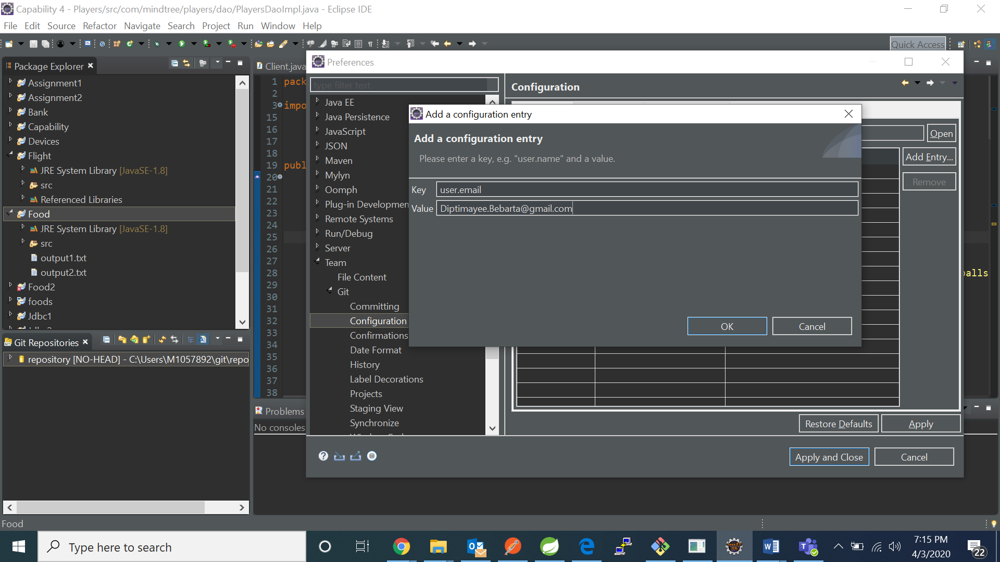 Capability 4 - Players/src/com/mindtree/players/dao/PlayersDaoImpl.java - Eclipse IDE
File Edit Source Refactor Navigate Search Project Run Window Help
Quick Access
Package Explorer
Assignment1
Assignment2
Bank
Capability
Devices
Flight
JRE System Library [JavaSE-1.8]
src
Referenced Libraries
Food
JRE System Library [JavaSE-1.8]
src
output1.txt
output2.txt
Food2
foods
Jdbc1
Git Repositories
repository [NO-HEAD] - C:\Users\M1057892\git\repo
Client.java
1 pack
2
3 impo
15
16
17
18
19 publ
20
21
22
23
24
25
26
27
28
29
30
31
32
33
34
35
36
37
38
balls
Problems
No consoles
Preferences
type filter text
Java EE
Java Persistence
JavaScript
JSON
Maven
Mylyn
Oomph
Plug-in Developmen
Remote Systems
Run/Debug
Server
Team
File Content
Git
Committing
Configuration
Confirmations
Date Format
History
Label Decorations
Projects
Staging View
Synchronize
Configuration
Open
Add Entry...
Remove
Restore Defaults
Apply
Apply and Close
Cancel
Add a configuration entry
Add a configuration entry
Please enter a key, e.g. "user.name" and a value.
Key user.email
Value Diptimayee.Bebarta@gmail.com
OK
Cancel
Food
Type here to search
7:15 PM
4/3/2020
22